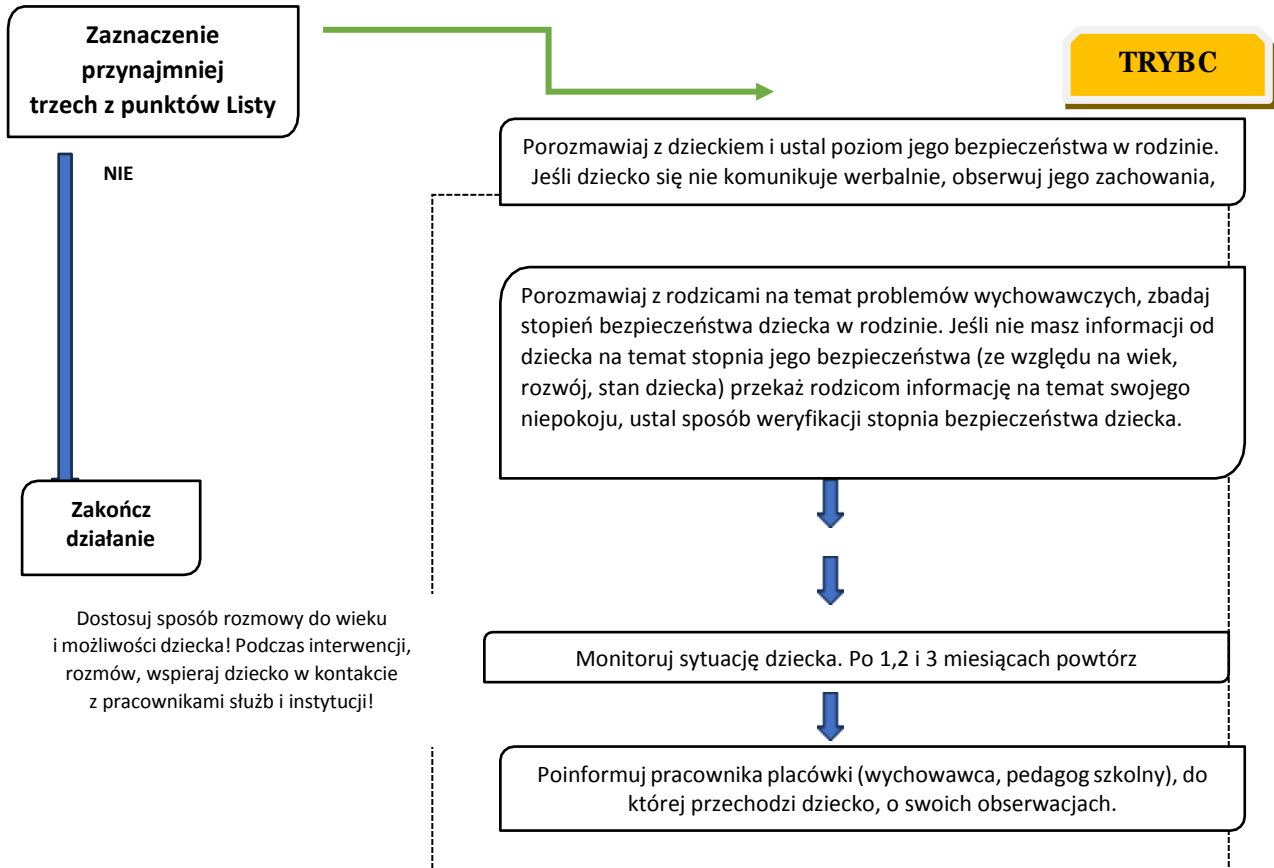 Zaznaczenie
przynajmniej
trzech z punktów Listy
TRYB C
Porozmawiaj z dzieckiem i ustal poziom jego bezpieczeństwa w rodzinie.
Jeśli dziecko się nie komunikuje werbalnie, obserwuj jego zachowania,
NIE
Porozmawiaj z rodzicami na temat problemów wychowawczych, zbadaj
stopień bezpieczeństwa dziecka w rodzinie. Jeśli nie masz informacji od
dziecka na temat stopnia jego bezpieczeństwa (ze względu na wiek,
rozwój, stan dziecka) przekaż rodzicom informację na temat swojego
niepokoju, ustal sposób weryfikacji stopnia bezpieczeństwa dziecka.
Zakończ
działanie
Dostosuj sposób rozmowy do wieku
i możliwości dziecka! Podczas interwencji,
rozmów, wspieraj dziecko w kontakcie
z pracownikami służb i instytucji!
Monitoruj sytuację dziecka. Po 1,2 i 3 miesiącach powtórz
Poinformuj pracownika placówki (wychowawca, pedagog szkolny), do
której przechodzi dziecko, o swoich obserwacjach.